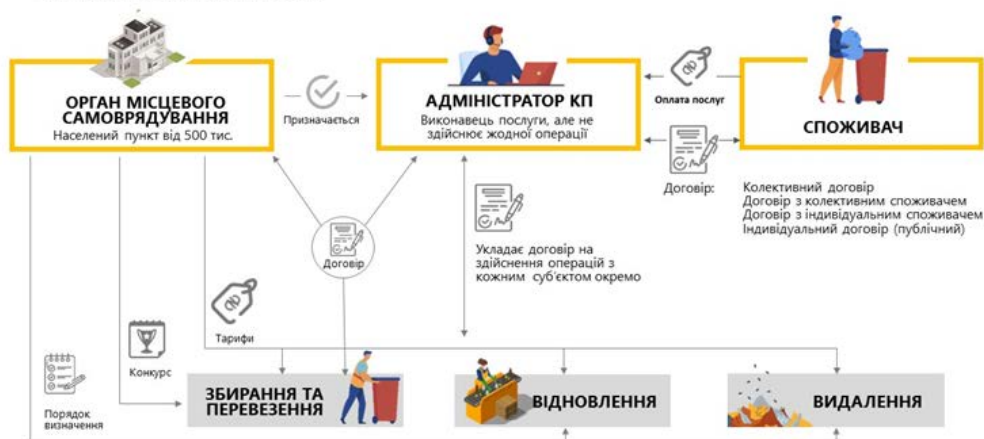 ОРГАН МІСЦЕВОГО
САМОВРЯДУВАННЯ
Населений пункт від 500 тис.
Призначається
АДМІНІСТРАТОР КП
Виконавець послуги, але не
здійснює жодної операції
Оплата послуг
СПОЖИВАЧ
Договір:
Колективний договір
Договір з колективним споживачем
Договір з індивідуальним споживачем
Індивідуальний договір (публічний)
Договір
Укладає договір на
здійснення операцій з
кожним суб'єктом окремо
Тарифи
Конкурс
Порядок
визначення
ЗБИРАННЯ ТА
ПЕРЕВЕЗЕННЯ
ВІДНОВЛЕННЯ
ВИДАЛЕННЯ